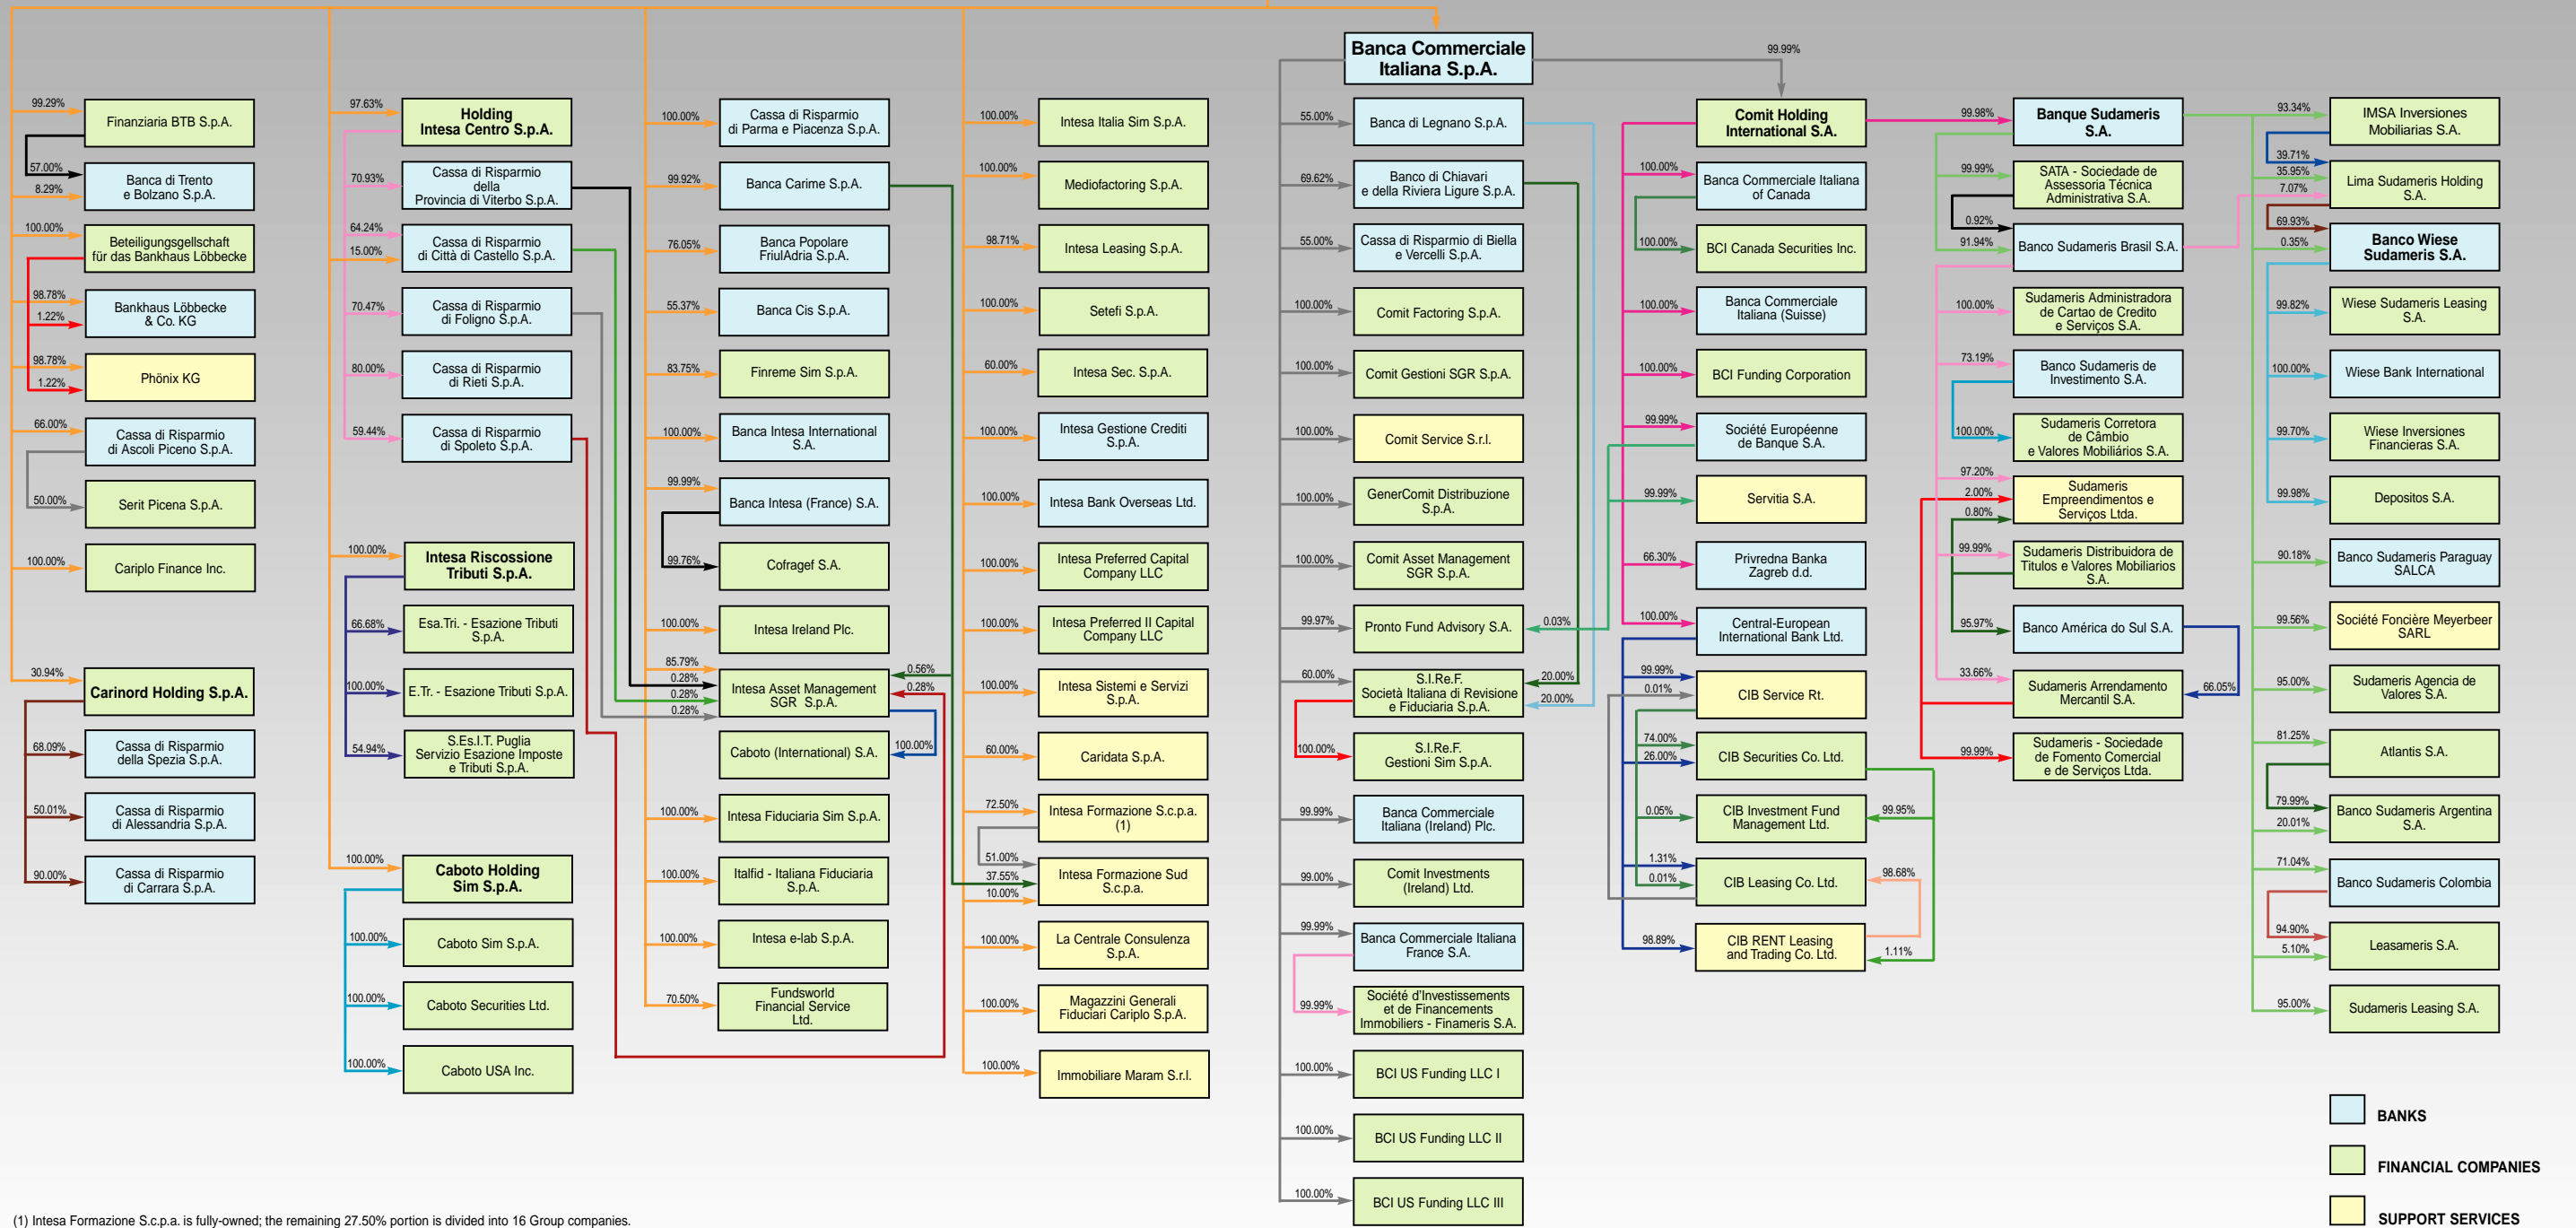 Banca Commerciale
Italiana S.p.A.
99.99%
99.29%
Finanziaria BTB S.p.A.
57.00%
8.29%
Banca di Trento
e Bolzano S.p.A.
100.00%
Beteiligungsgellschaft
für das Bankhaus Löbbecke
98.78%
1.22%
Bankhaus Löbbecke
& Co. KG
98.78%
1.22%
Phönix KG
66.00%
Cassa di Risparmio
di Ascoli Piceno S.p.A.
50.00%
Serit Picena S.p.A.
100.00%
Cariplo Finance Inc.
30.94%
Carinord Holding S.p.A.
68.09%
Cassa di Risparmio
della Spezia S.p.A.
50.01%
Cassa di Risparmio
di Alessandria S.p.A.
90.00%
Cassa di Risparmio
di Carrara S.p.A.
97.63%
Holding
Intesa Centro S.p.A.
70.93%
Cassa di Risparmio
della
Provincia di Viterbo S.p.A.
64.24%
15.00%
Cassa di Risparmio
di Città di Castello S.p.A.
70.47%
Cassa di Risparmio
di Foligno S.p.A.
80.00%
Cassa di Risparmio
di Rieti S.p.A.
59.44%
Cassa di Risparmio
di Spoleto S.p.A.
100.00%
Intesa Riscossione
Tributi S.p.A.
66.68%
Esa.Tri. - Esazione Tributi
S.p.A.
100.00%
E.Tr. - Esazione Tributi S.p.A.
54.94%
S.Es.I.T. Puglia
Servizio Esazione Imposte
e Tributi S.p.A.
100.00%
Caboto Holding
Sim S.p.A.
100.00%
Caboto Sim S.p.A.
100.00%
Caboto Securities Ltd.
100.00%
Caboto USA Inc.
100.00%
Cassa di Risparmio
di Parma e Piacenza S.p.A.
99.92%
Banca Carime S.p.A.
76.05%
Banca Popolare
FriulAdria S.p.A.
55.37%
Banca Cis S.p.A.
83.75%
Finreme Sim S.p.A.
100.00%
Banca Intesa International
S.A.
99.99%
Banca Intesa (France) S.A.
99.76%
Cofragef S.A.
100.00%
Intesa Ireland Plc.
85.79%
0.28%
0.28%
0.28%
Intesa Asset Management
SGR S.p.A.
0.56%
0.28%
Caboto (International) S.A.
100.00%
100.00%
Intesa Fiduciaria Sim S.p.A.
100.00%
Italfid - Italiana Fiduciaria
S.p.A.
100.00%
Intesa e-lab S.p.A.
70.50%
Fundsworld
Financial Service
Ltd.
100.00%
Intesa Italia Sim S.p.A.
100.00%
Mediofactoring S.p.A.
98.71%
Intesa Leasing S.p.A.
100.00%
Setefi S.p.A.
60.00%
Intesa Sec. S.p.A.
100.00%
Intesa Gestione Crediti
S.p.A.
100.00%
Intesa Bank Overseas Ltd.
100.00%
Intesa Preferred Capital
Company LLC
100.00%
Intesa Preferred II Capital
Company LLC
100.00%
Intesa Sistemi e Servizi
S.p.A.
60.00%
Caridata S.p.A.
72.50%
Intesa Formazione S.c.p.a.
(1)
51.00%
37.55%
10.00%
Intesa Formazione Sud
S.c.p.a.
100.00%
La Centrale Consulenza
S.p.A.
100.00%
Magazzini Generali
Fiduciari Cariplo S.p.A.
100.00%
Immobiliare Maram S.r.l.
55.00%
Banca di Legnano S.p.A.
69.62%
Banco di Chiavari
e della Riviera Ligure S.p.A.
55.00%
Cassa di Risparmio di Biella
e Vercelli S.p.A.
100.00%
Comit Factoring S.p.A.
100.00%
Comit Gestioni SGR S.p.A.
100.00%
Comit Service S.r.l.
100.00%
GenerComit Distribuzione
S.p.A.
100.00%
Comit Asset Management
SGR S.p.A.
99.97%
Pronto Fund Advisory S.A.
0.03%
60.00%
S.I.Re.F.
Società Italiana di Revisione
e Fiduciaria S.p.A.
20.00%
20.00%
100.00%
S.I.Re.F.
Gestioni Sim S.p.A.
99.99%
Banca Commerciale
Italiana (Ireland) Plc.
99.00%
Comit Investments
(Ireland) Ltd.
99.99%
Banca Commerciale Italiana
France S.A.
99.99%
Société d'Investissements
et de Financements
Immobiliers - Finameris S.A.
100.00%
BCI US Funding LLC I
100.00%
BCI US Funding LLC II
100.00%
BCI US Funding LLC III
Comit Holding
International S.A.
100.00%
Banca Commerciale Italiana
of Canada
100.00%
BCI Canada Securities Inc.
100.00%
Banca Commerciale
Italiana (Suisse)
100.00%
BCI Funding Corporation
99.99%
Société Européenne
de Banque S.A.
99.99%
Servitia S.A.
66.30%
Privredna Banka
Zagreb d.d.
100.00%
Central-European
International Bank Ltd.
99.99%
0.01%
CIB Service Rt.
74.00%
26.00%
CIB Securities Co. Ltd.
0.05%
CIB Investment Fund
Management Ltd.
99.95%
1.31%
0.01%
CIB Leasing Co. Ltd.
98.68%
98.89%
CIB RENT Leasing
and Trading Co. Ltd.
1.11%
99.98%
Banque Sudameris
S.A.
99.99%
SATA - Sociedade de
Assessoria Técnica
Administrativa S.A.
0.92%
91.94%
Banco Sudameris Brasil S.A.
100.00%
Sudameris Administradora
de Cartao de Credito
e Serviços S.A.
73.19%
Banco Sudameris de
Investimento S.A.
100.00%
Sudameris Corretora
de Câmbio
e Valores Mobiliários S.A.
97.20%
2.00%
0.80%
Sudameris
Empreendimentos e
Serviços Ltda.
99.99%
Sudameris Distribuidora de
Titulos e Valores Mobiliarios
S.A.
95.97%
Banco América do Sul S.A.
33.66%
Sudameris Arrendamento
Mercantil S.A.
66.05%
99.99%
Sudameris - Sociedade
de Fomento Comercial
e de Serviços Ltda.
93.34%
IMSA Inversiones
Mobiliarias S.A.
39.71%
35.95%
7.07%
Lima Sudameris Holding
S.A.
69.93%
0.35%
Banco Wiese
Sudameris S.A.
99.82%
Wiese Sudameris Leasing
S.A.
100.00%
Wiese Bank International
99.70%
Wiese Inversiones
Financieras S.A.
99.98%
Depositos S.A.
90.18%
Banco Sudameris Paraguay
SALCA
99.56%
Société Foncière Meyerbeer
SARL
95.00%
Sudameris Agencia de
Valores S.A.
81.25%
Atlantis S.A.
79.99%
20.01%
Banco Sudameris Argentina
S.A.
71.04%
Banco Sudameris Colombia
94.90%
5.10%
Leasameris S.A.
95.00%
Sudameris Leasing S.A.
BANKS
FINANCIAL COMPANIES
SUPPORT SERVICES
(1) Intesa Formazione S.c.p.a. is fully-owned; the remaining 27.50% portion is divided into 16 Group companies.